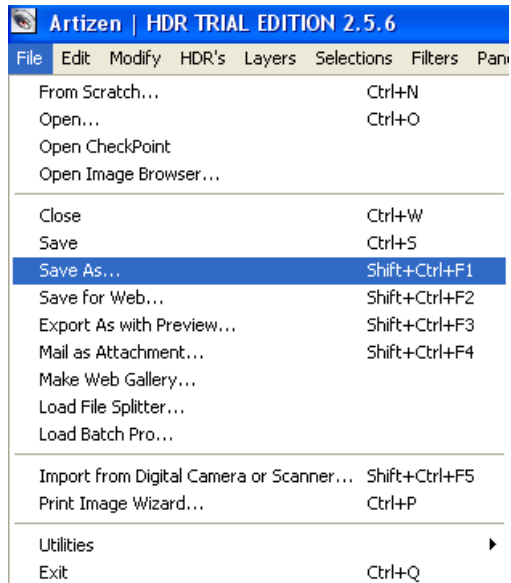 Artizen | HDR TRIAL EDITION 2.5.6
File Edit Modify HDR's Layers Selections Filters
From Scratch... Ctrl+N
Open... Ctrl+O
Open CheckPoint
Open Image Browser...
Close Ctrl+W
Save Ctrl+S
Save As... Shift+Ctrl+F1
Save for Web... Shift+Ctrl+F2
Export As with Preview... Shift+Ctrl+F3
Mail as Attachment... Shift+Ctrl+F4
Make Web Gallery...
Load File Splitter...
Load Batch Pro...
Import from Digital Camera or Scanner... Shift+Ctrl+F5
Print Image Wizard... Ctrl+P
Utilities
Exit Ctrl+Q